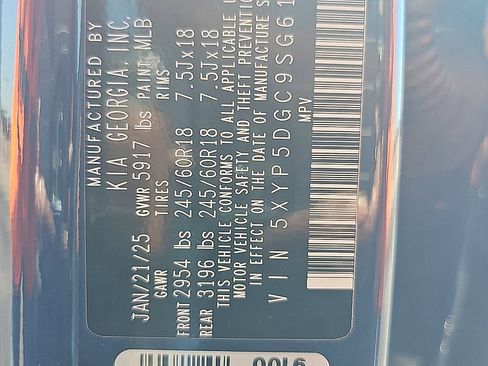 MANUFACTURED BY
KIA GEORGIA, INC.
JAN/21/25 GVWR 5917 lbs PAINT MLB
GAWR TIRES RIMS
FRONT 2954 lbs 245/60R18 7.5Jx18
REAR 3196 lbs 245/60R18 7.5Jx18
THIS VEHICLE CONFORMS TO ALL APPLICABLE
MOTOR VEHICLE SAFETY AND THEFT PREVENTION
IN EFFECT ON THE DATE OF MANUFACTURE
VIN 5XYP5DGC9SG61
MPV